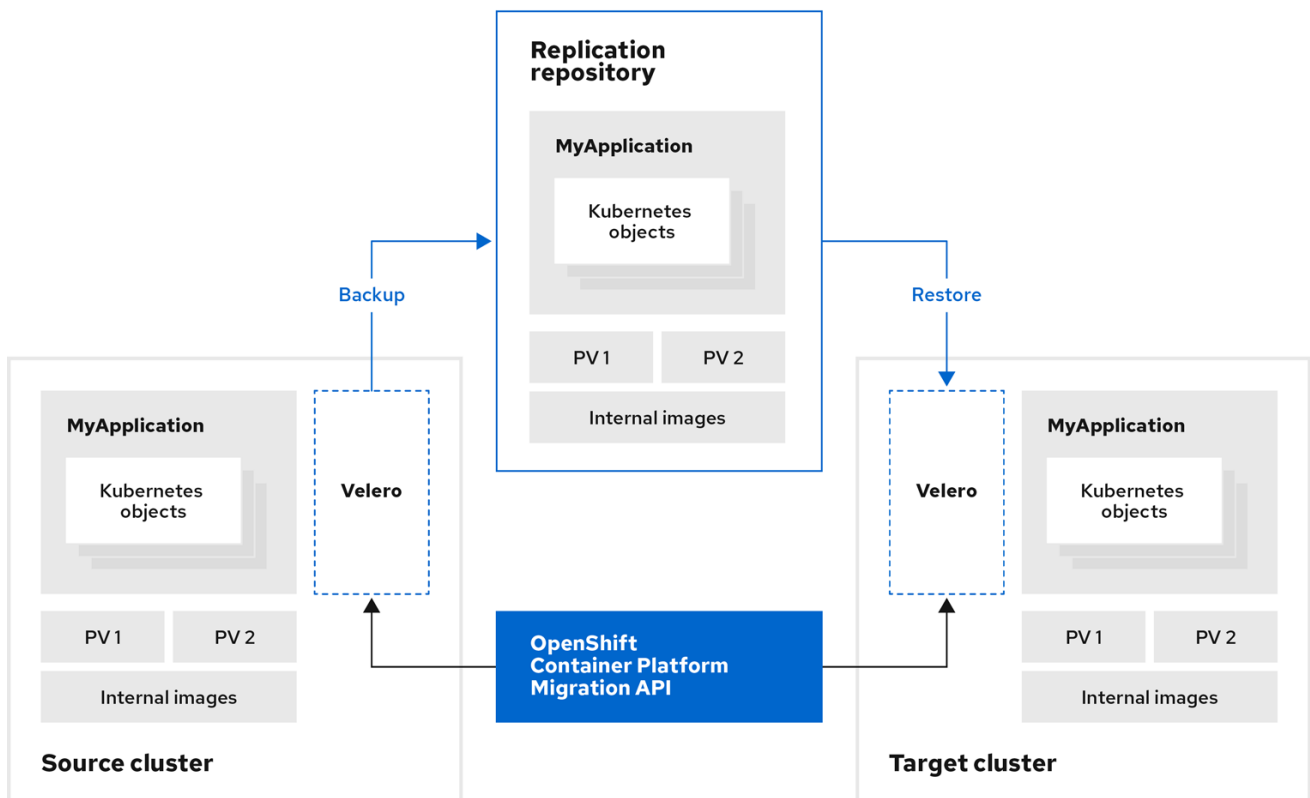 Replication
repository
MyApplication
Kubernetes
objects
Backup
Restore
PV 1
PV 2
Internal images
MyApplication
Kubernetes
objects
Velero
PV 1
PV 2
Internal images
Source cluster
OpenShift
Container Platform
Migration API
Velero
MyApplication
Kubernetes
objects
PV 1
PV 2
Internal images
Target cluster